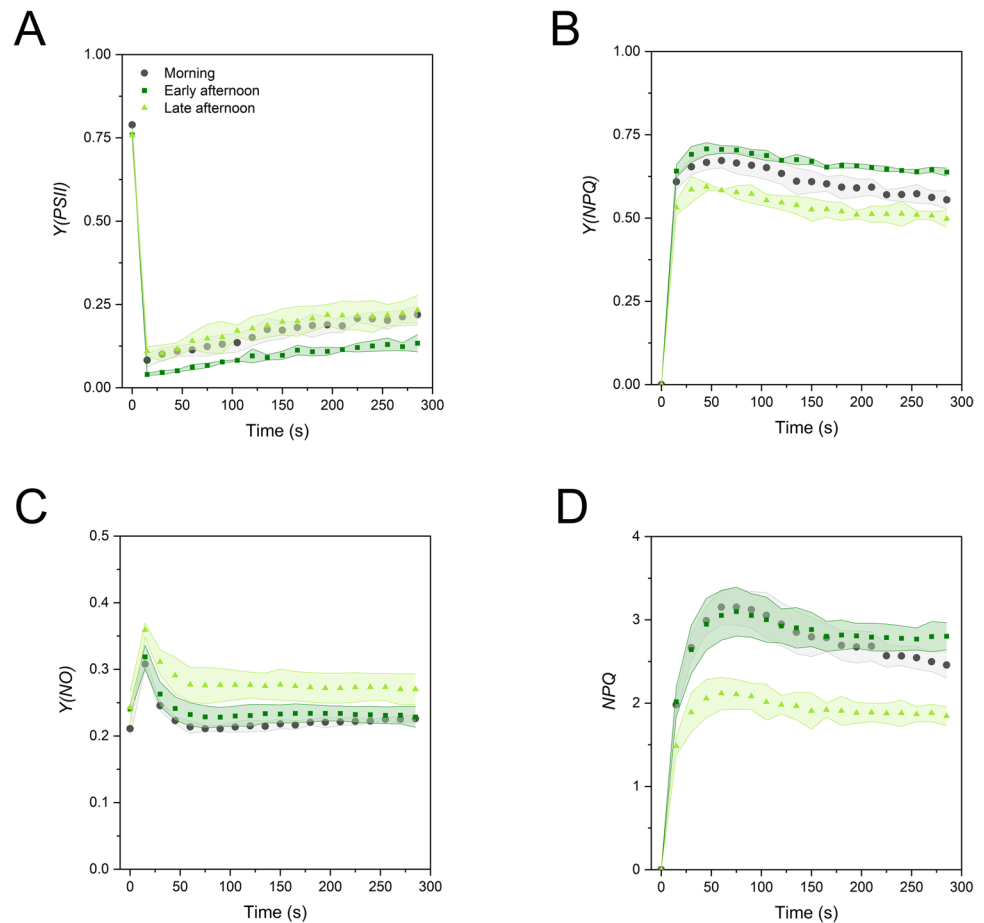 A
1.00
0.75
0.50
0.25
0.00
Y(PSII)
Morning
Early afternoon
Late afternoon
0 50 100 150 200 250 300
Time (s)
B
1.00
0.75
0.50
0.25
0.00
Y(NPQ)
0 50 100 150 200 250 300
Time (s)
C
0.5
0.4
0.3
0.2
0.1
0.0
Y(NO)
0 50 100 150 200 250 300
Time (s)
D
4
3
2
1
0
NPQ
0 50 100 150 200 250 300
Time (s)